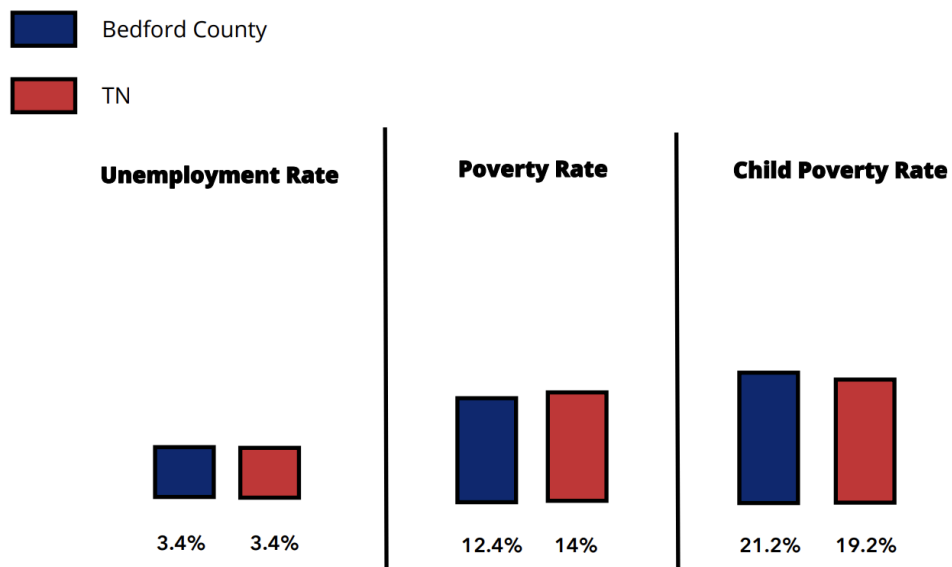 Bedford County
TN
Unemployment Rate
Poverty Rate
Child Poverty Rate
3.4% 3.4%
12.4% 14%
21.2% 19.2%